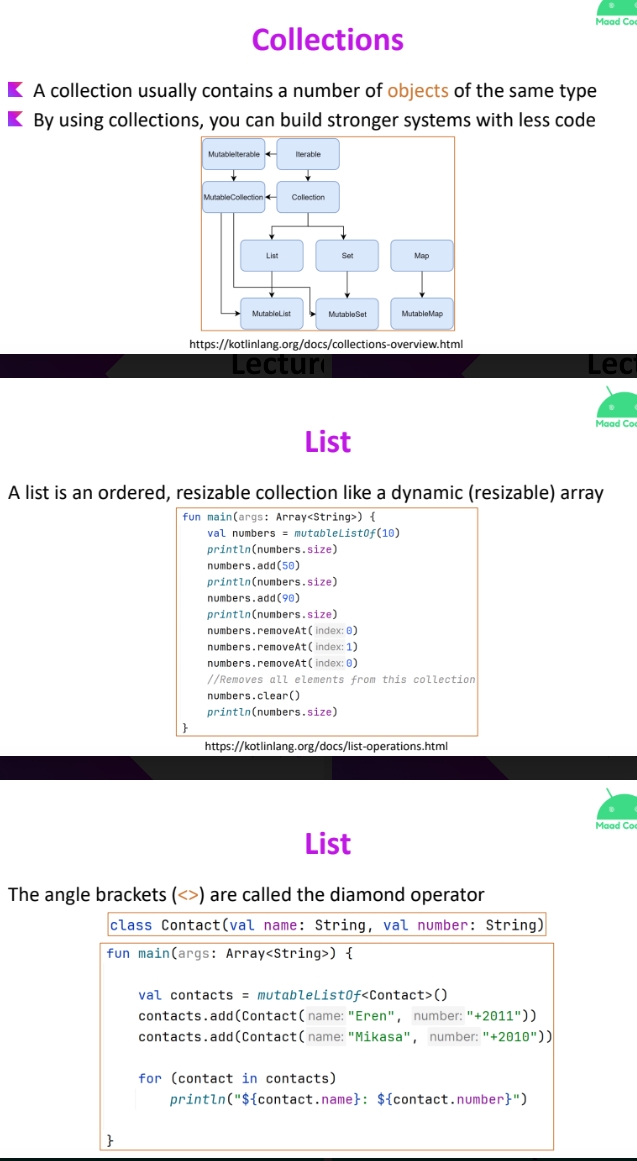 Maad Coo
Collections
A collection usually contains a number of objects of the same type
By using collections, you can build stronger systems with less code
MutableIterable
Iterable
MutableCollection
Collection
List
Set
Map
MutableList
MutableSet
MutableMap
https://kotlinlang.org/docs/collections-overview.html
Lectur
Lect
Maad Coo
List
A list is an ordered, resizable collection like a dynamic (resizable) array
fun main(args: Array<String>) {
val numbers = mutableListOf(10)
println(numbers.size)
numbers.add(50)
println(numbers.size)
numbers.add(90)
println(numbers.size)
numbers.removeAt( index: 0)
numbers.removeAt( index: 1)
numbers.removeAt( index: 0)
//Removes all elements from this collection
numbers.clear()
println(numbers.size)
}
https://kotlinlang.org/docs/list-operations.html
Maad Coo
List
The angle brackets (<>) are called the diamond operator
class Contact(val name: String, val number: String)
fun main(args: Array<String>) {
val contacts = mutableListOf<Contact>()
contacts.add(Contact( name: "Eren", number: "+2011"))
contacts.add(Contact( name: "Mikasa", number: "+2010"))
for (contact in contacts)
println("${contact.name}: ${contact.number}")
}